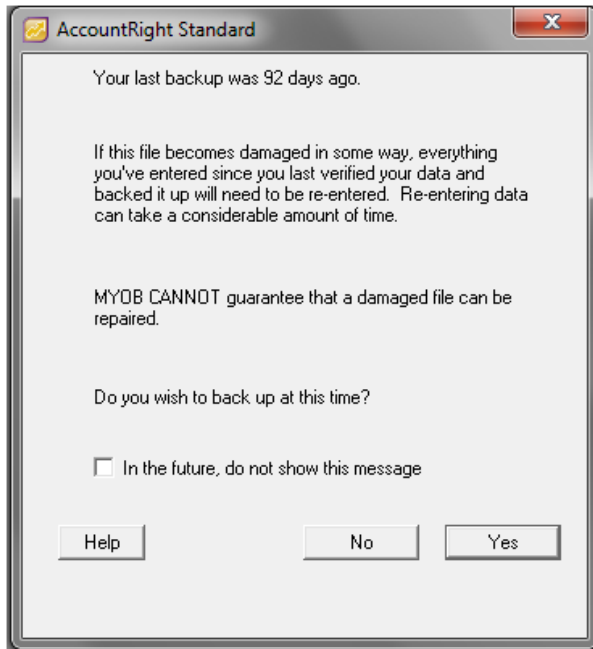 AccountRight Standard
Your last backup was 92 days ago.
If this file becomes damaged in some way, everything
you've entered since you last verified your data and
backed it up will need to be re-entered.  Re-entering data
can take a considerable amount of time.
MYOB CANNOT guarantee that a damaged file can be
repaired.
Do you wish to back up at this time?
In the future, do not show this message
Help No Yes